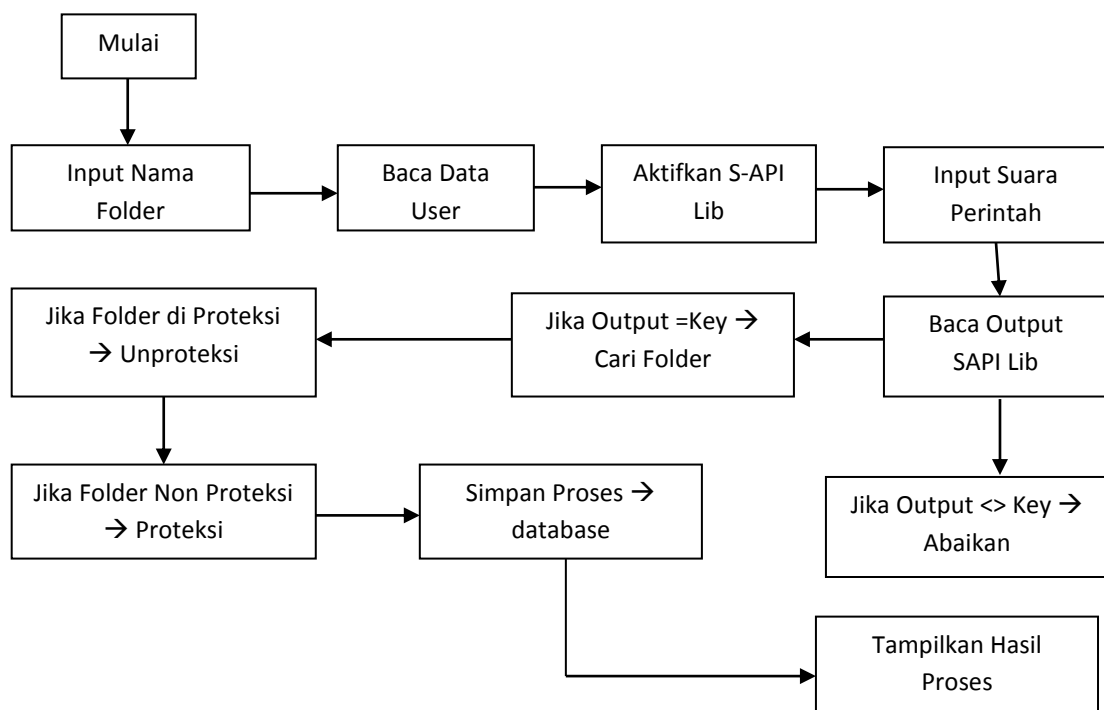 Mulai
Input Nama
Folder
Baca Data
User
Aktifkan S-API
Lib
Input Suara
Perintah
Jika Folder di Proteksi
→ Unproteksi
Jika Output =Key →
Cari Folder
Baca Output
SAPI Lib
Jika Folder Non Proteksi
→ Proteksi
Simpan Proses →
database
Jika Output <> Key →
Abaikan
Tampilkan Hasil
Proses